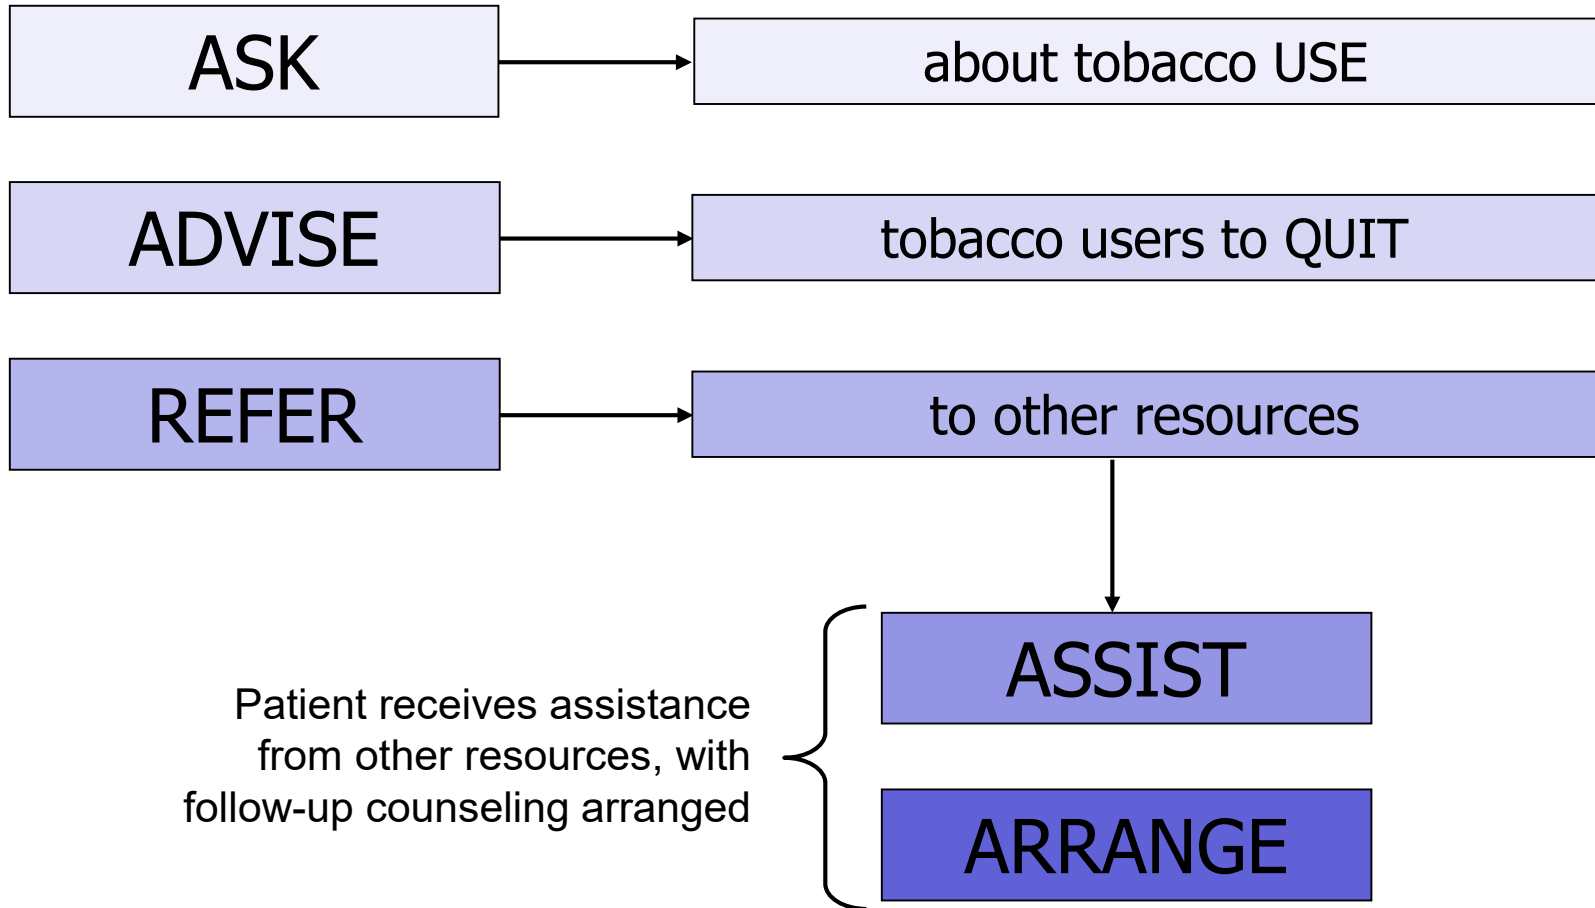 ASK
about tobacco USE
ADVISE
tobacco users to QUIT
REFER
to other resources
ASSIST
Patient receives assistance
from other resources, with
follow-up counseling arranged
ARRANGE